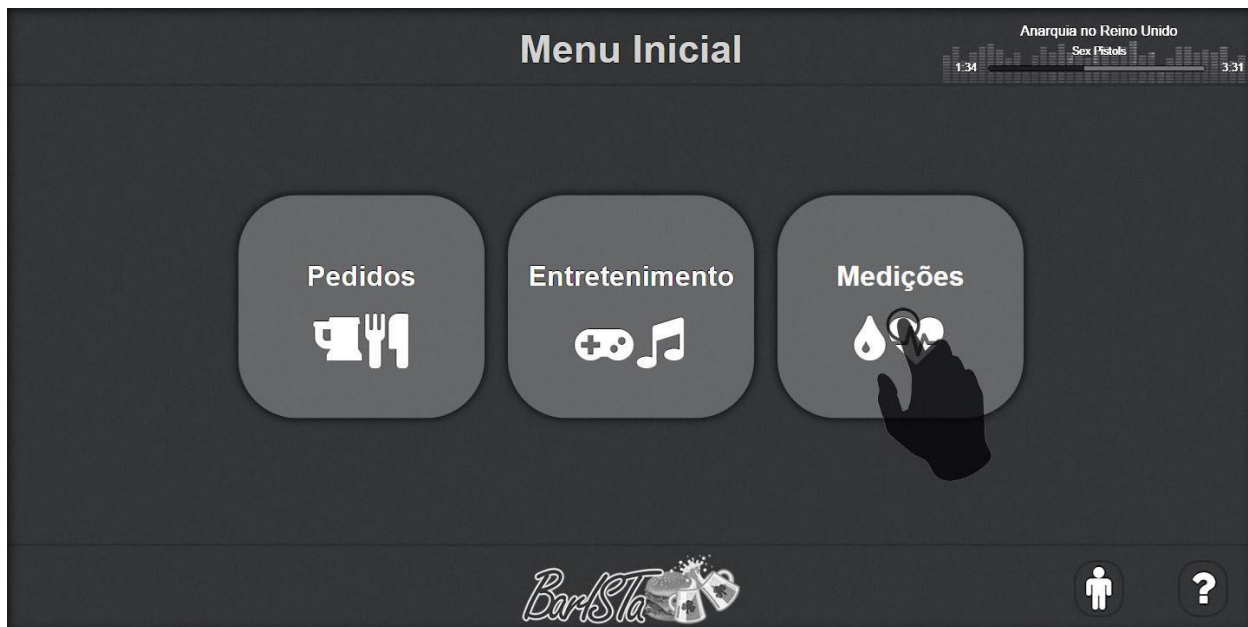 Menu Inicial
Anarquia no Reino Unido
Sex Pistols
1:34
3:31
Pedidos
Entretenimento
Medições
BarISTa
?